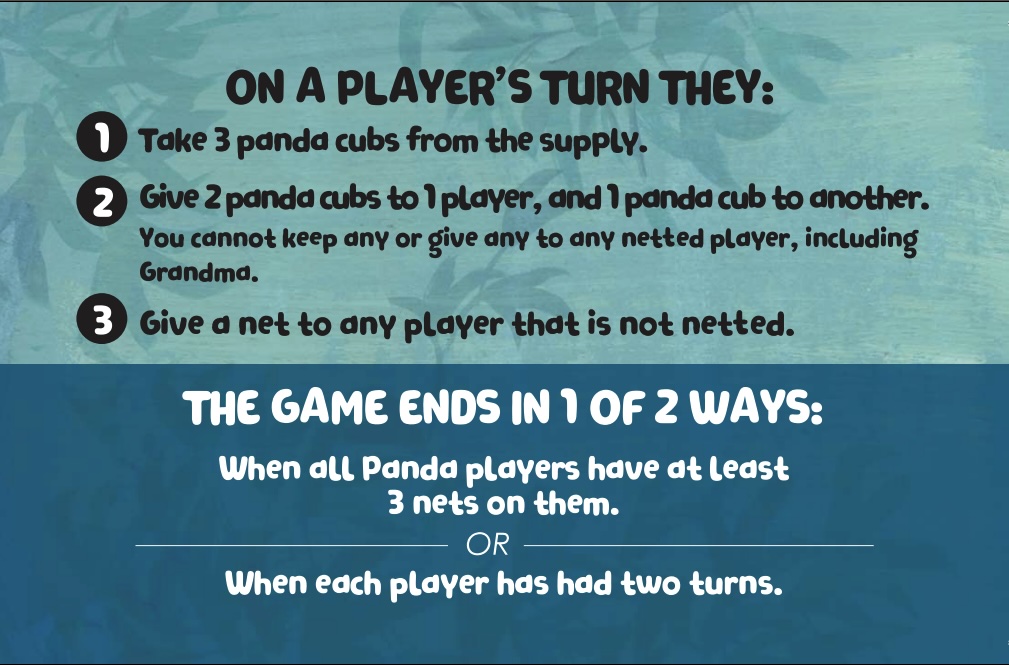 ON A PLAYER'S TURN THEY:
1 Take 3 panda cubs from the supply.
2 Give 2 panda cubs to 1 player, and 1 panda cub to another.
You cannot keep any or give any to any netted player, including
Grandma.
3 Give a net to any player that is not netted.
THE GAME ENDS IN 1 OF 2 WAYS:
When all Panda players have at least
3 nets on them.
OR
When each player has had two turns.